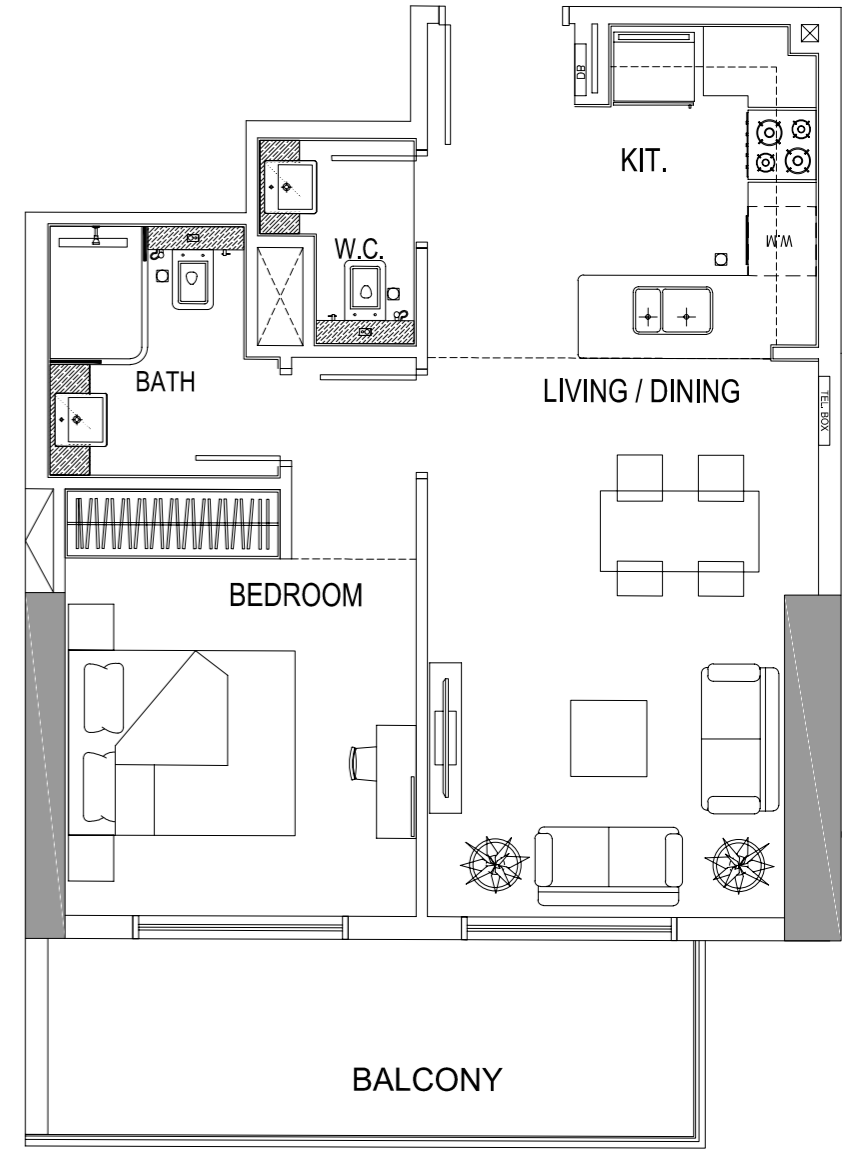 DB
KIT.
W.C.
W.M
BATH
LIVING / DINING
TEL. BOX
BEDROOM
BALCONY